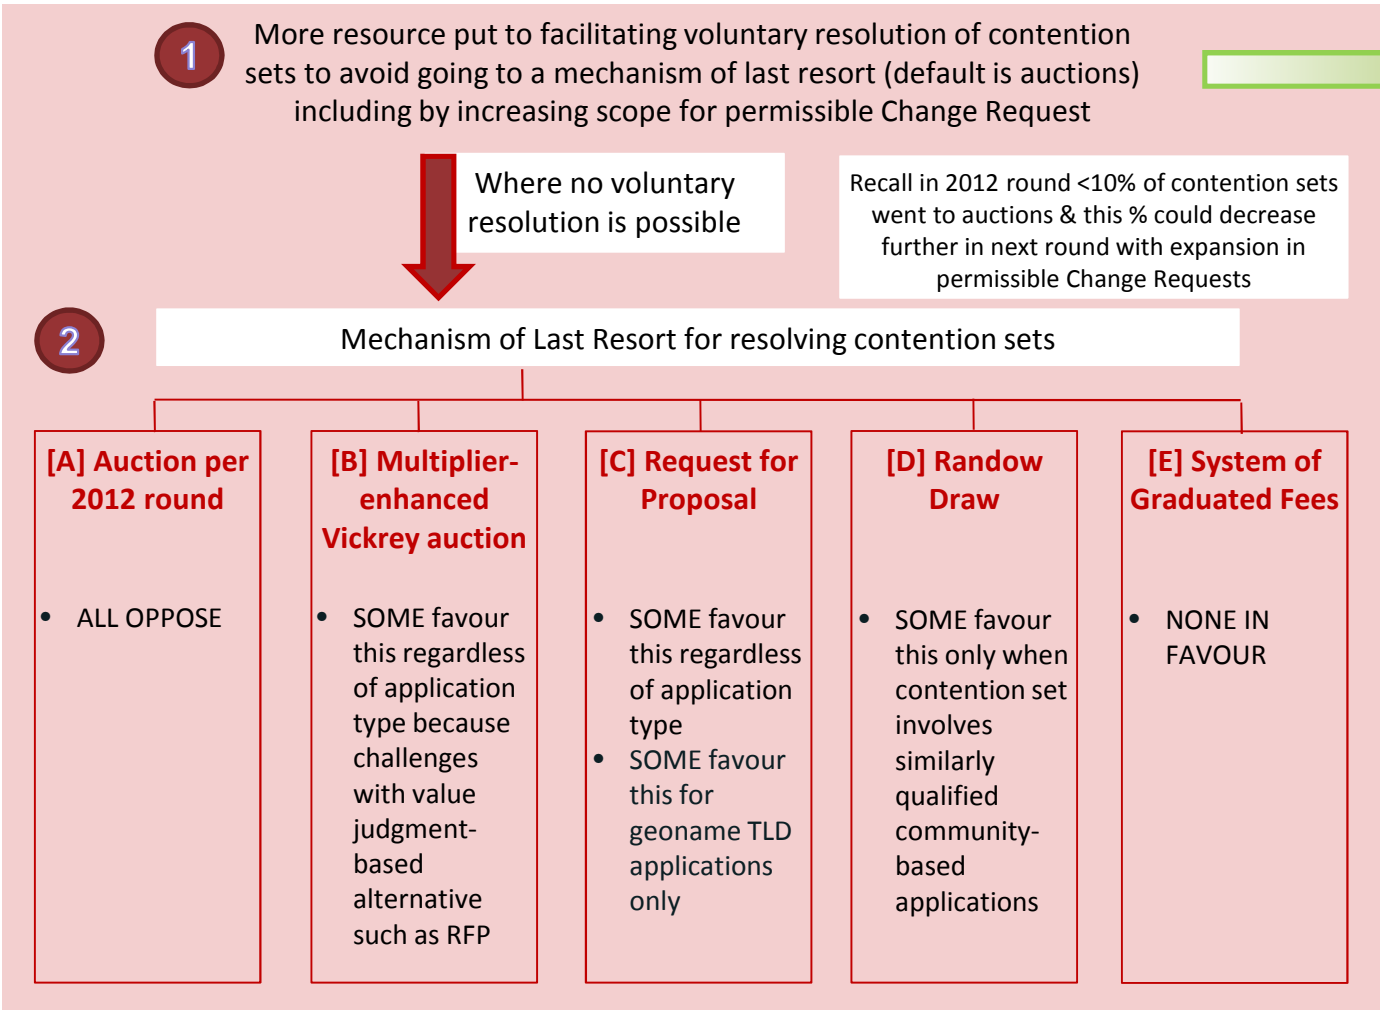 1
More resource put to facilitating voluntary resolution of contention
sets to avoid going to a mechanism of last resort (default is auctions)
including by increasing scope for permissible Change Request
Where no voluntary
resolution is possible
Recall in 2012 round <10% of contention sets
went to auctions & this % could decrease
further in next round with expansion in
permissible Change Requests
2
Mechanism of Last Resort for resolving contention sets
[A] Auction per
2012 round
• ALL OPPOSE
[B] Multiplier-
enhanced
Vickrey auction
• SOME favour
this regardless
of application
type because
challenges
with value
judgment-
based
alternative
such as RFP
[C] Request for
Proposal
• SOME favour
this regardless
of application
type
• SOME favour
this for
geoname TLD
applications
only
[D] Randow
Draw
• SOME favour
this only when
contention set
involves
similarly
qualified
community-
based
applications
[E] System of
Graduated Fees
• NONE IN
FAVOUR